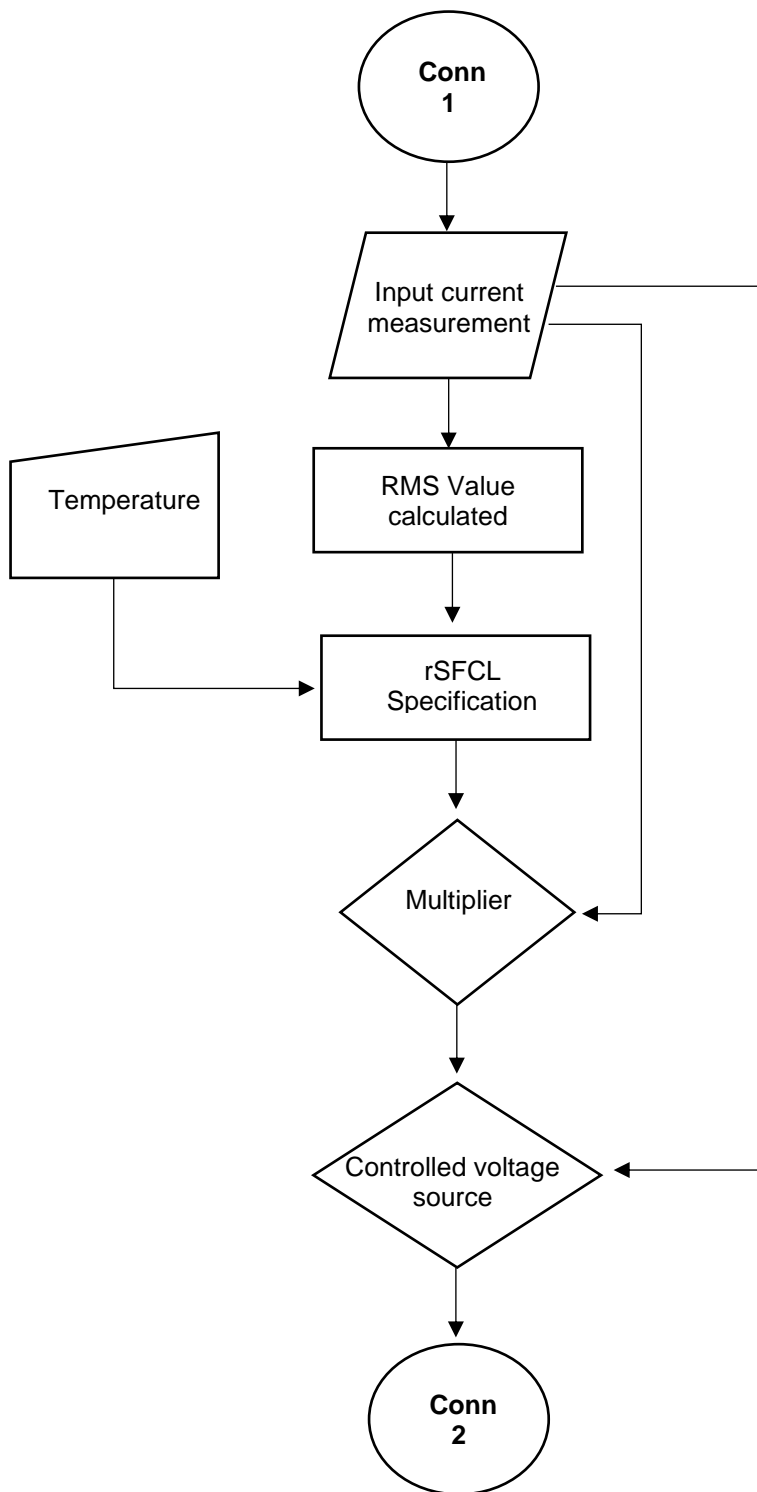 Conn
1
Input current
measurement
RMS Value
calculated
Temperature
rSFCL
Specification
Multiplier
Controlled voltage
source
Conn
2